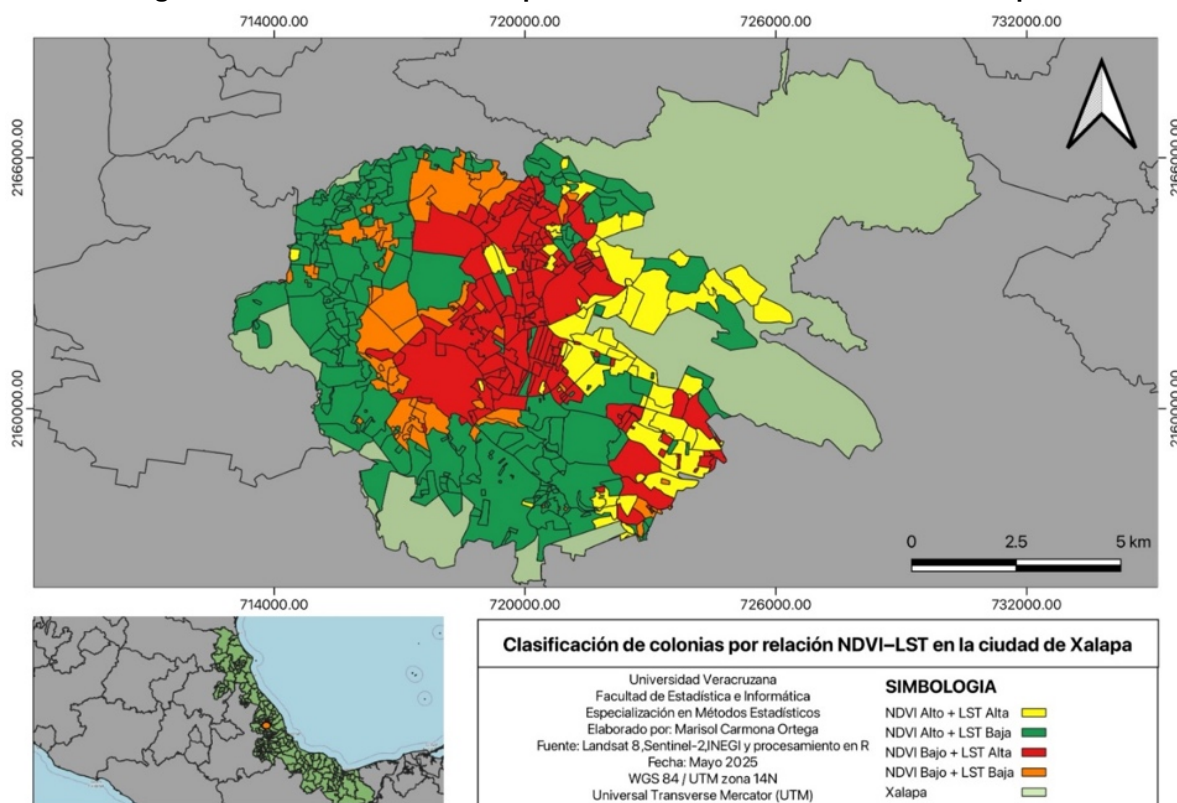 714000.00 720000.00 726000.00 732000.00
2166000.00 2166000.00
2160000.00 2160000.00
0 2.5 5 km
714000.00 720000.00 726000.00 732000.00
Clasificación de colonias por relación NDVI–LST en la ciudad de Xalapa
Universidad Veracruzana
Facultad de Estadística e Informática
Especialización en Métodos Estadísticos
Elaborado por: Marisol Carmona Ortega
Fuente: Landsat 8,Sentinel-2,INEGI y procesamiento en R
Fecha: Mayo 2025
WGS 84 / UTM zona 14N
Universal Transverse Mercator (UTM)
SIMBOLOGIA
NDVI Alto + LST Alta
NDVI Alto + LST Baja
NDVI Bajo + LST Alta
NDVI Bajo + LST Baja
Xalapa